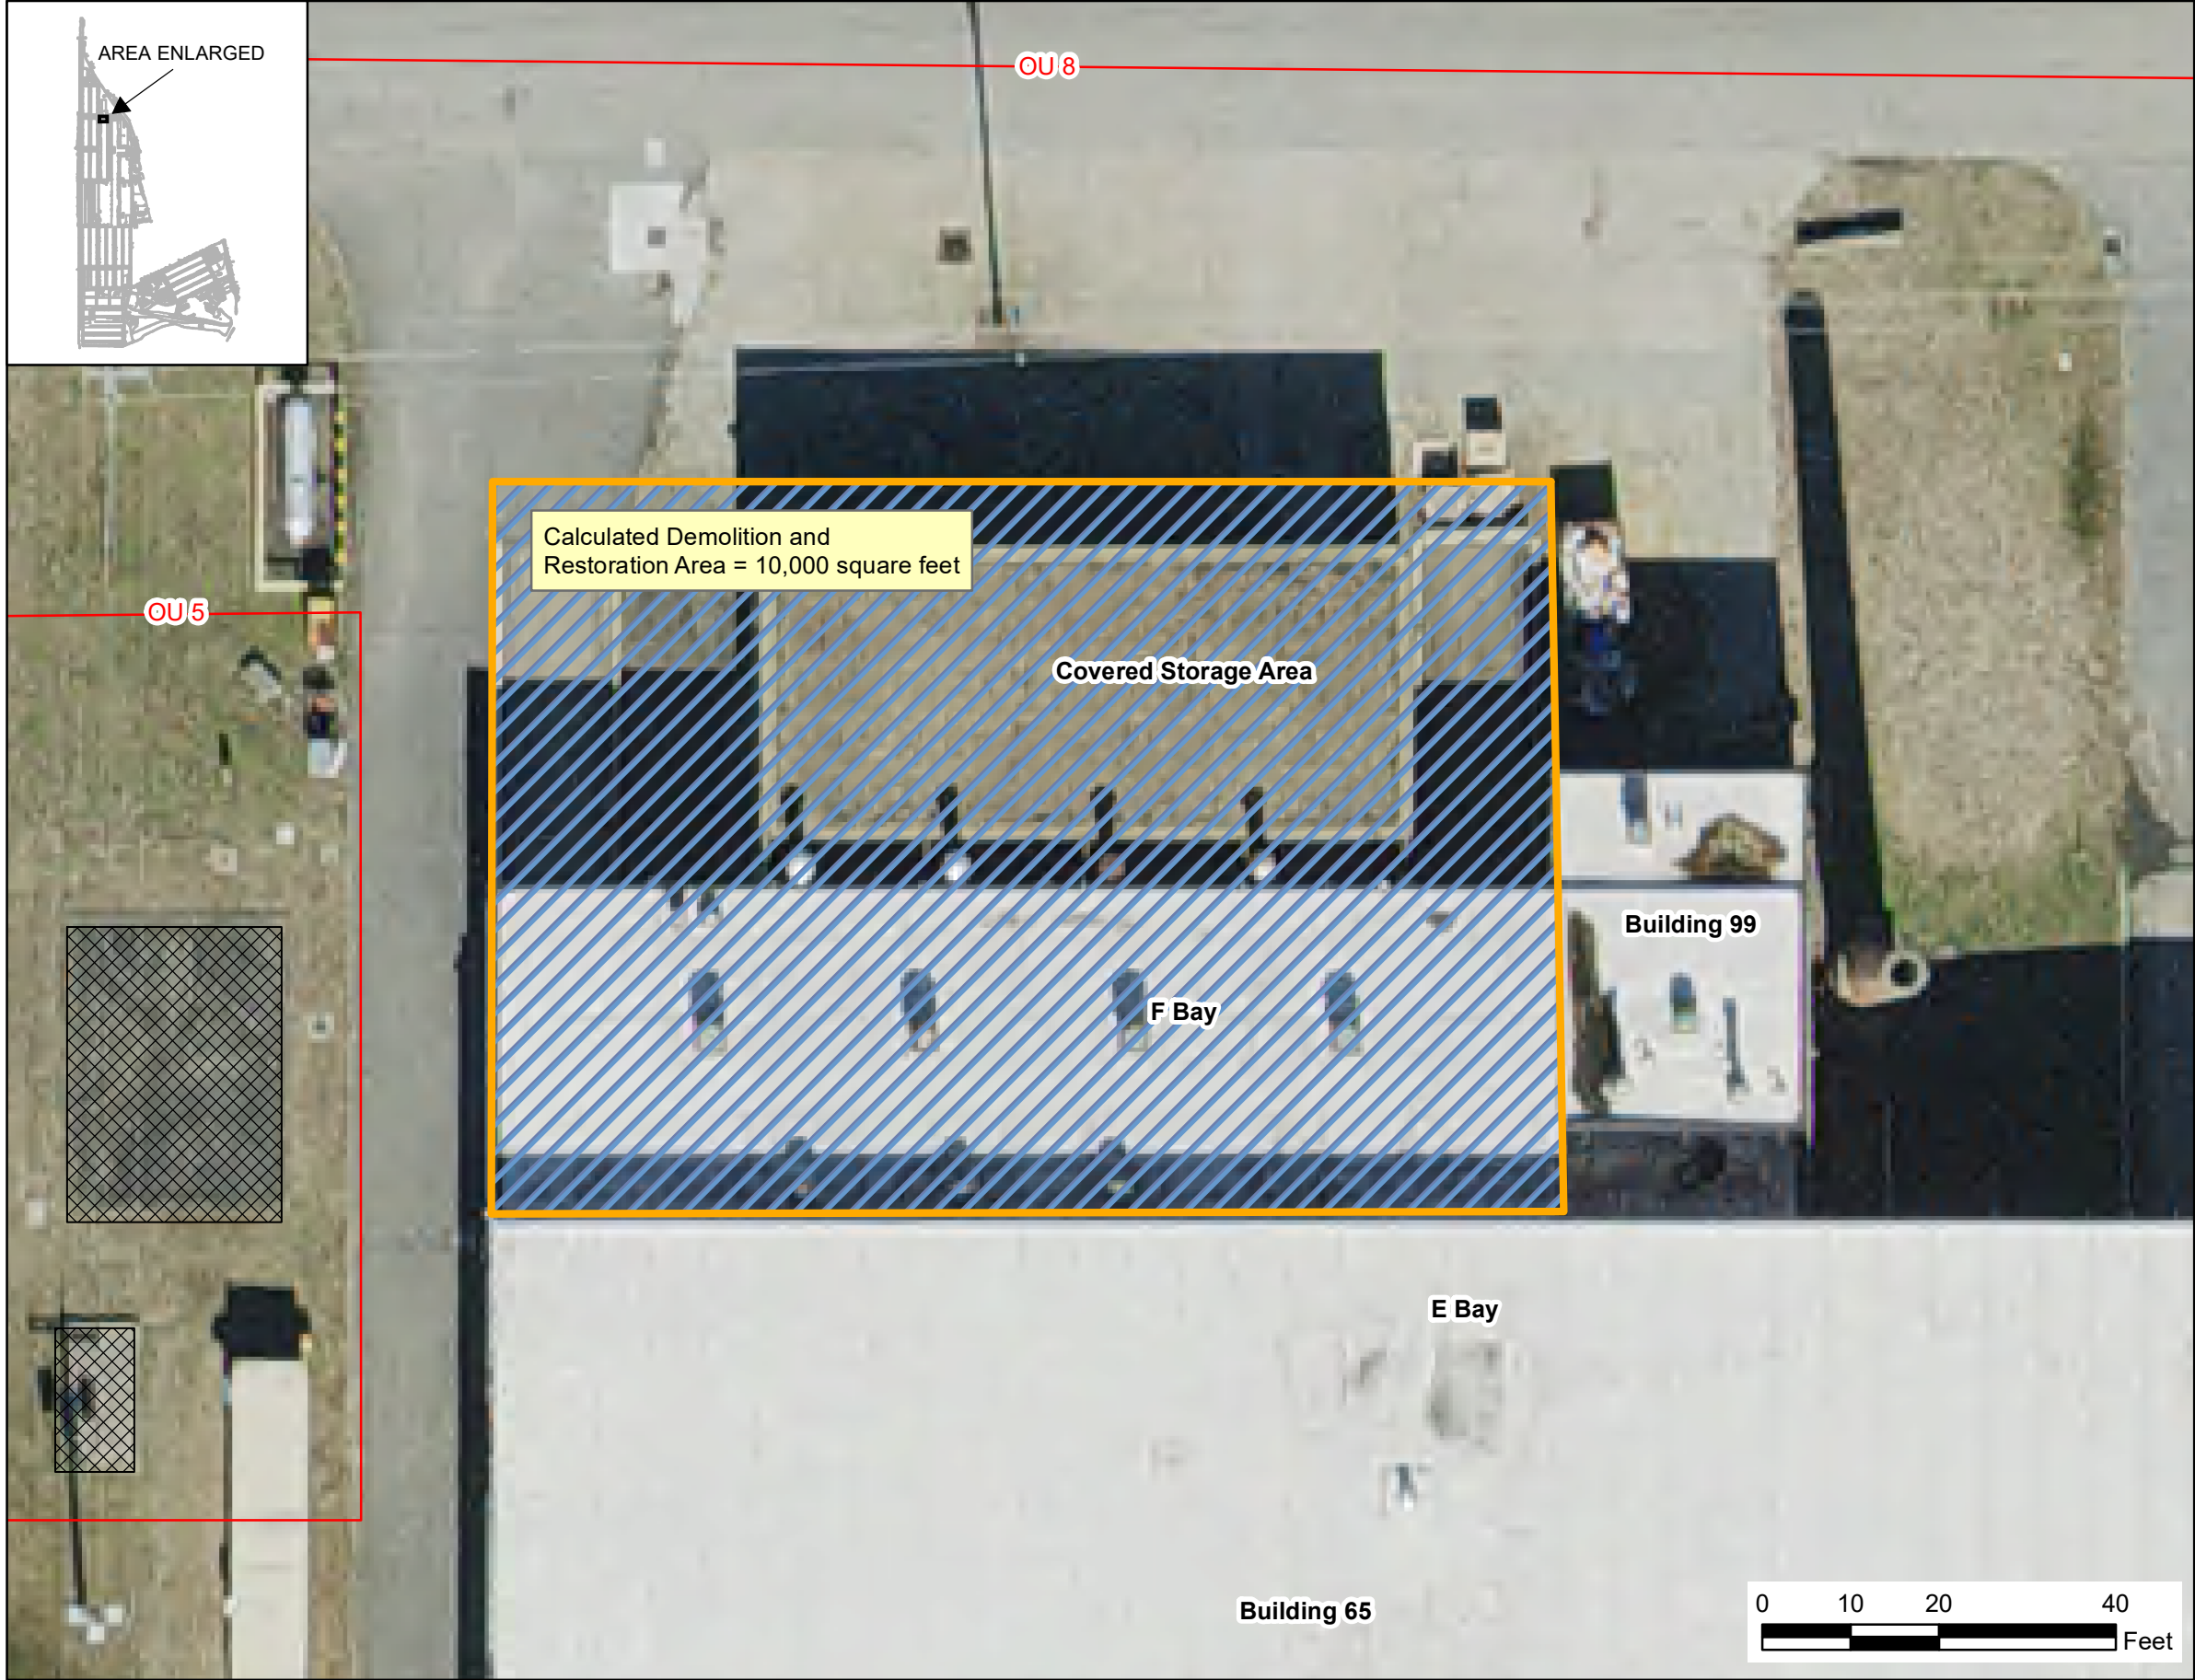 AREA ENLARGED
OU 8
Calculated Demolition and
Restoration Area = 10,000 square feet
OU 5
Covered Storage Area
Building 99
F Bay
E Bay
Building 65
0 10 20 40
Feet